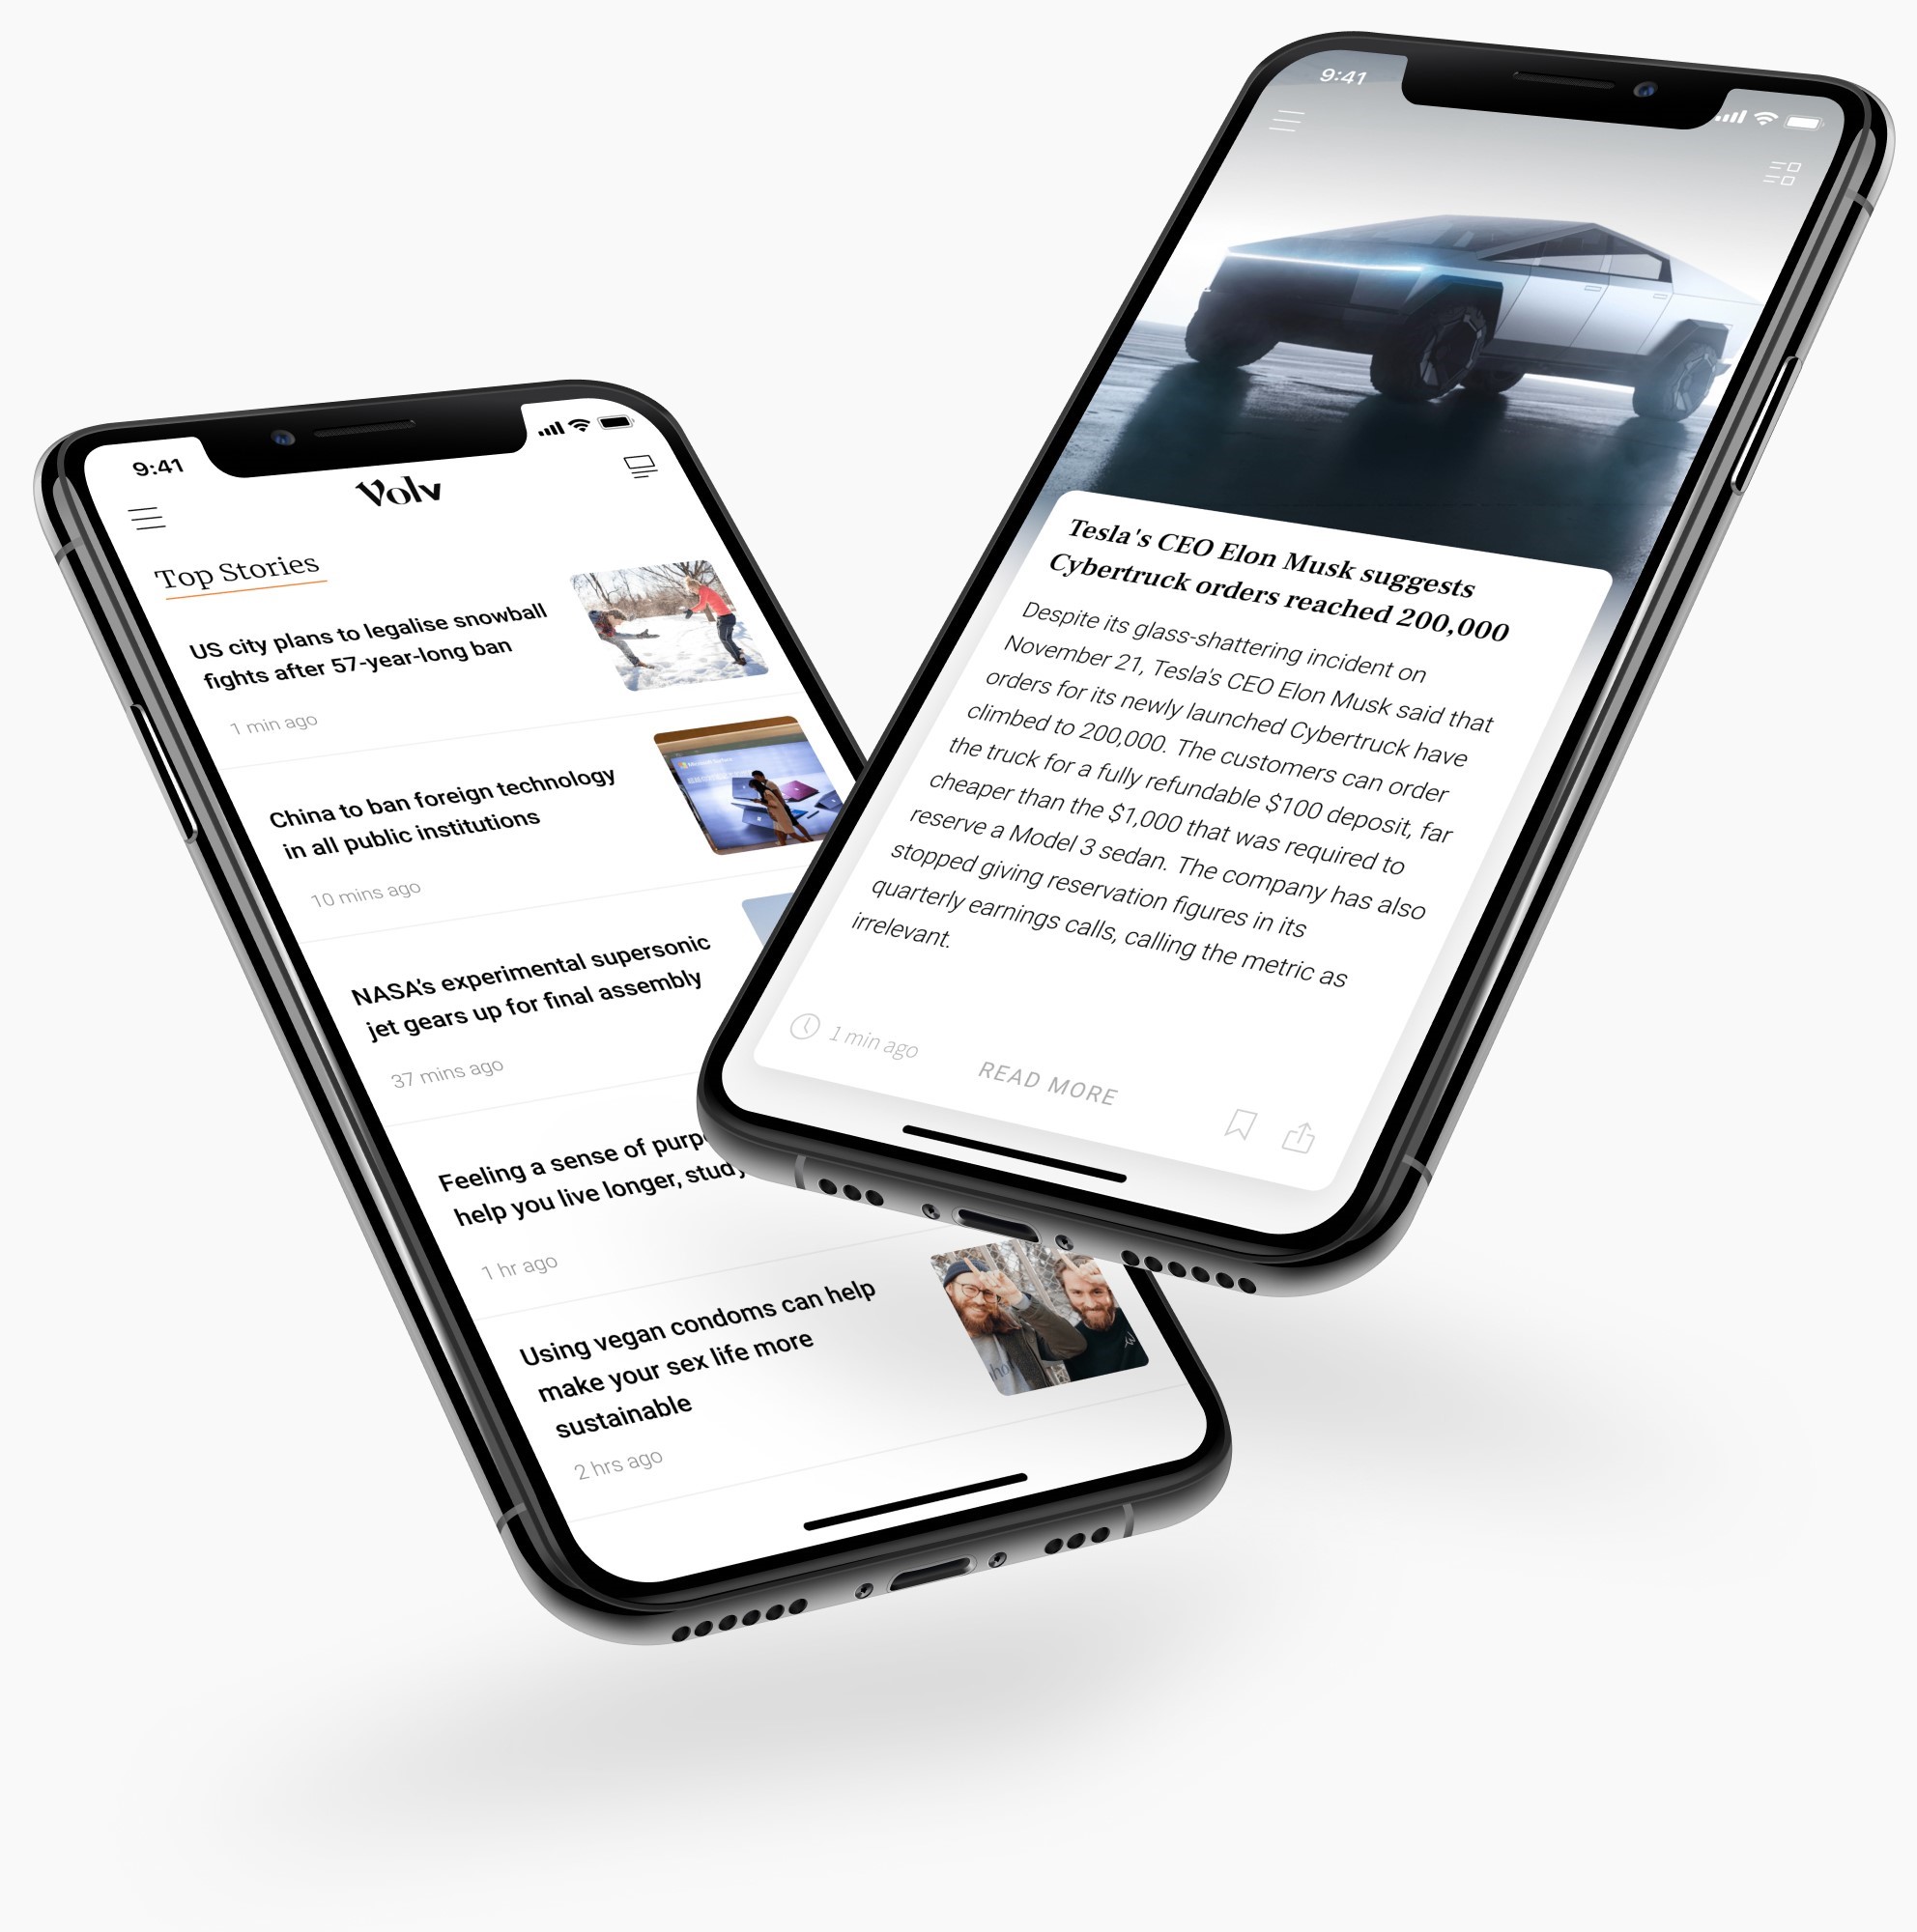 9:41
Volv
Top Stories
US city plans to legalise snowball
fights after 57-year-long ban
1 min ago
China to ban foreign technology
in all public institutions
10 mins ago
NASA's experimental supersonic
jet gears up for final assembly
37 mins ago
Feeling a sense of
help you live longer, study
1 hr ago
Using vegan condoms can help
make your sex life more
sustainable
2 hrs ago
9:41
Tesla's CEO Elon Musk suggests
Cybertruck orders reached 200,000
Despite its glass-shattering incident on
November 21, Tesla's CEO Elon Musk said that
orders for its newly launched Cybertruck have
climbed to 200,000. The customers can order
the truck for a fully refundable $100 deposit, far
cheaper than the $1,000 that was required to
reserve a Model 3 sedan. The company has also
stopped giving reservation figures in its
quarterly earnings calls, calling the metric as
irrelevant.
1 min ago
READ MORE